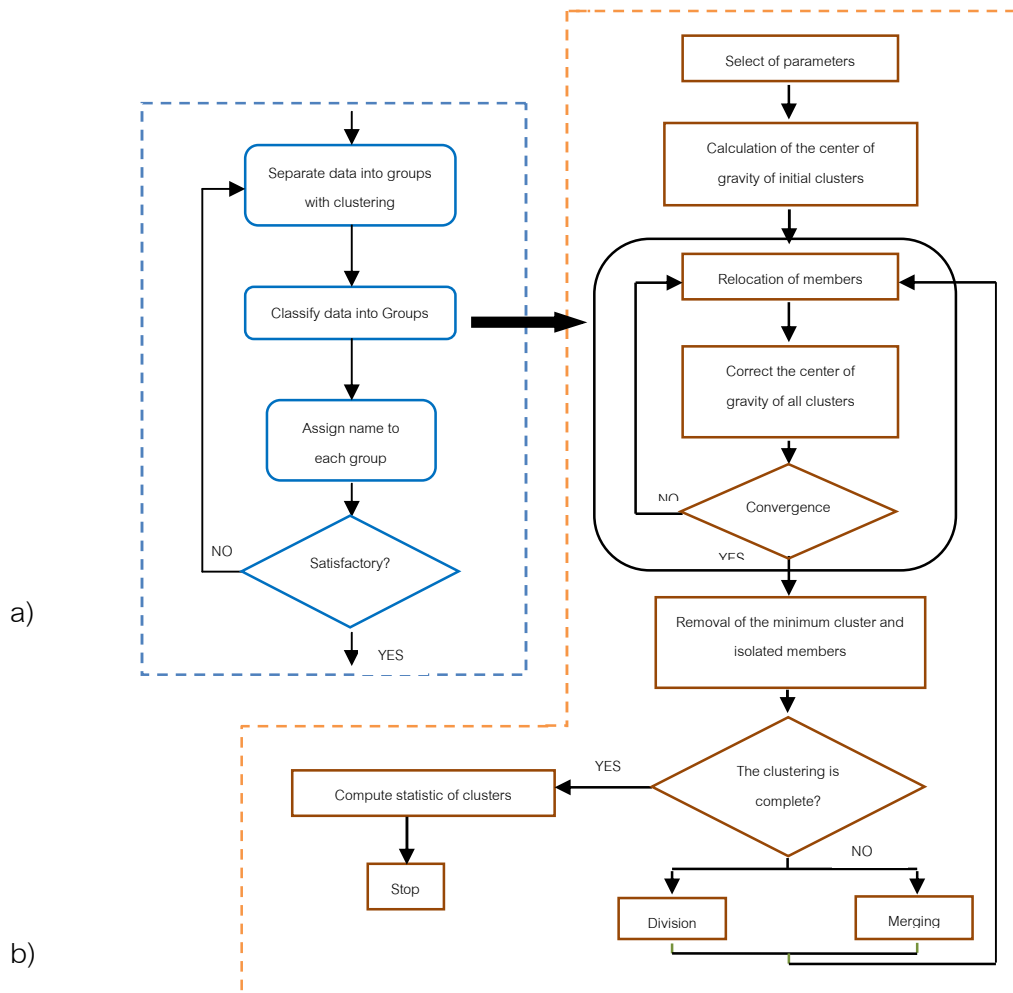 a)
Separate data into groups
with clustering
Classify data into Groups
Assign name to
each group
Satisfactory?
NO
YES
b)
Select of parameters
Calculation of the center of
gravity of initial clusters
Relocation of members
Correct the center of
gravity of all clusters
Convergence
NO
YES
Removal of the minimum cluster and
isolated members
The clustering is
complete?
YES
NO
Compute statistic of clusters
Stop
Division
Merging